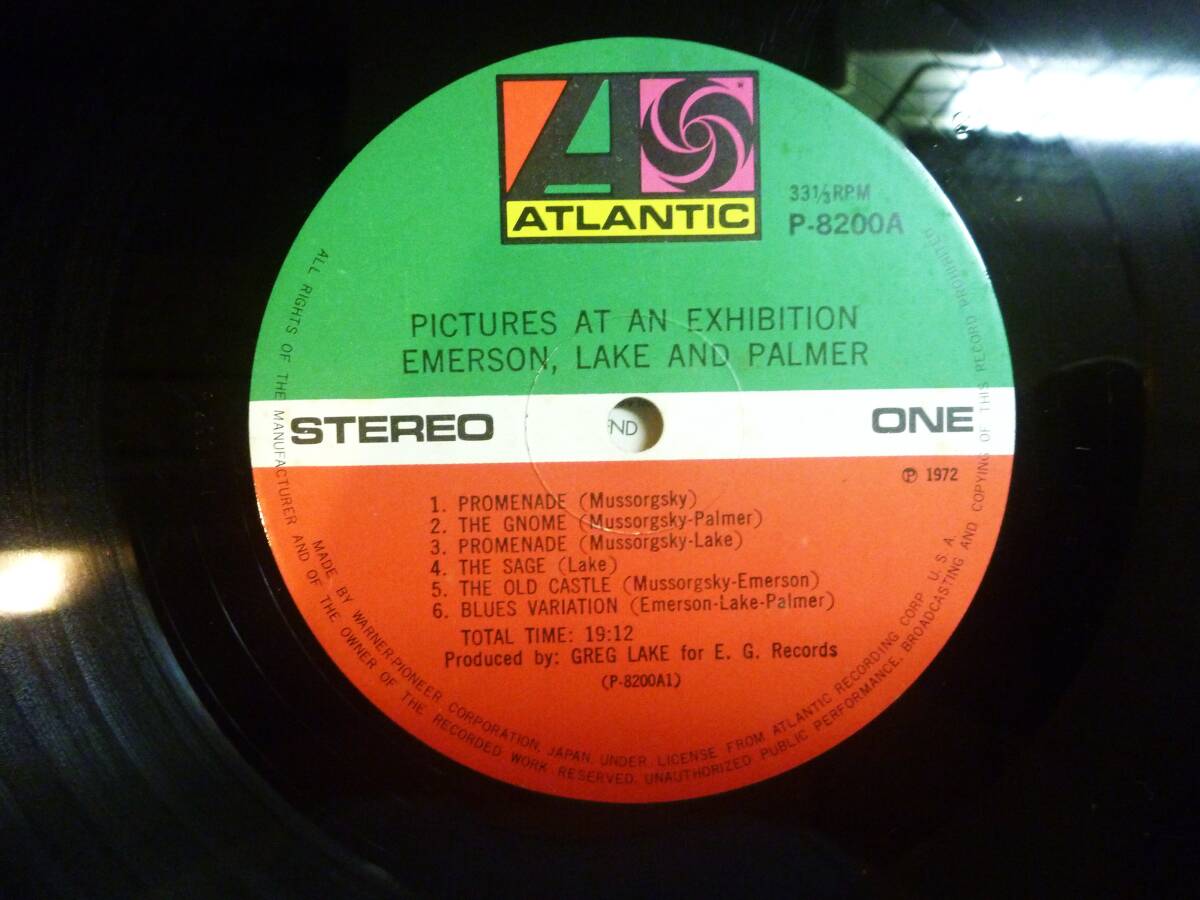 ATLANTIC
33⅓RPM
P-8200A
PICTURES AT AN EXHIBITION
EMERSON, LAKE AND PALMER
STEREO
ND
ONE
℗ 1972
1. PROMENADE (Mussorgsky)
2. THE GNOME (Mussorgsky-Palmer)
3. PROMENADE (Mussorgsky-Lake)
4. THE SAGE (Lake)
5. THE OLD CASTLE (Mussorgsky-Emerson)
6. BLUES VARIATION (Emerson-Lake-Palmer)
TOTAL TIME: 19:12
Produced by: GREG LAKE for E. G. Records
(P-8200A1)
MADE BY WARNER-PIONEER CORPORATION, JAPAN, UNDER LICENSE FROM ATLANTIC RECORDING CORP. U. S. A.
ALL RIGHTS OF THE MANUFACTURER AND OF THE OWNER OF THE RECORDED WORK RESERVED. UNAUTHORIZED PUBLIC PERFORMANCE, BROADCASTING AND COPYING OF THIS RECORD PROHIBITED